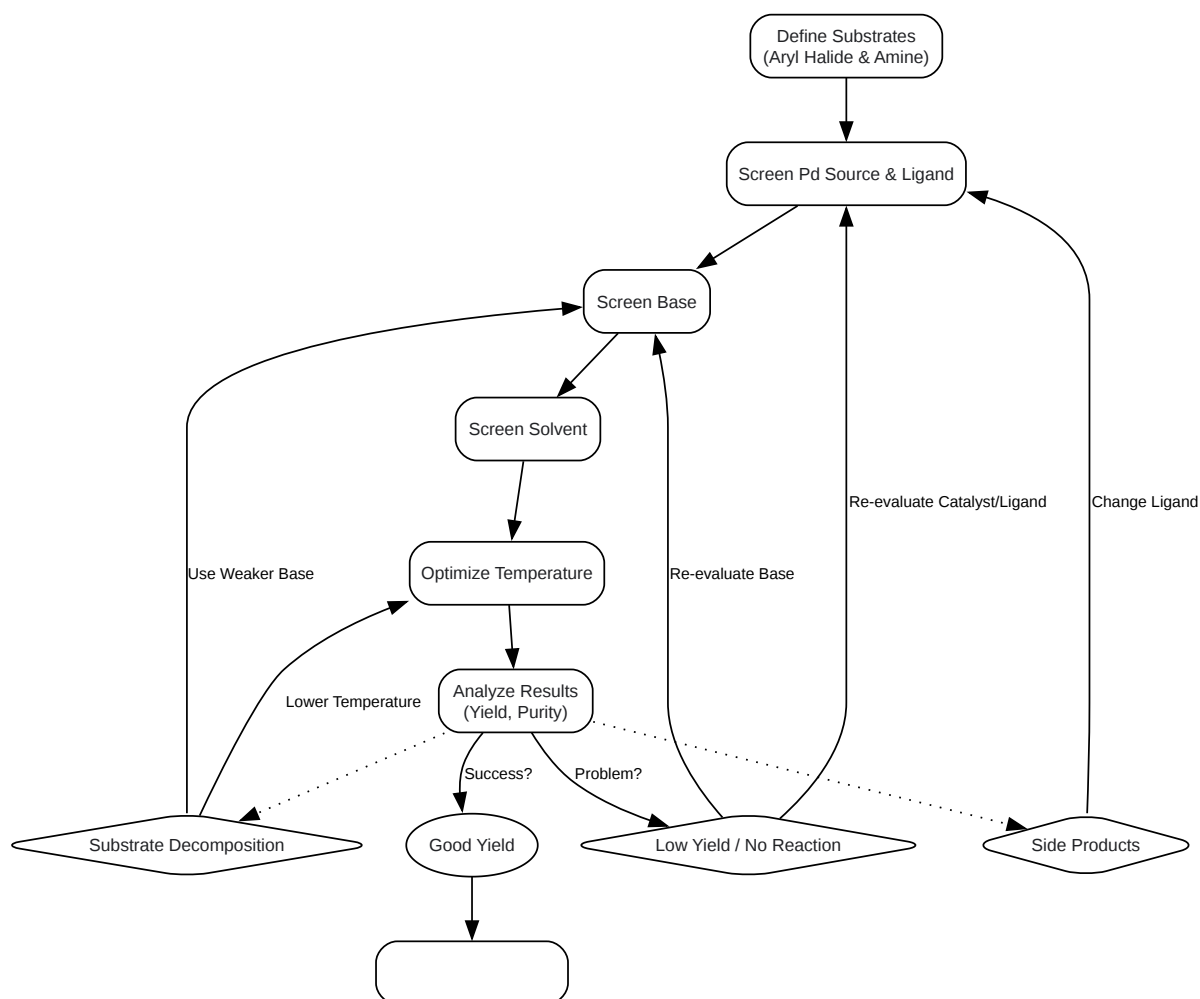 Define Substrates
(Aryl Halide & Amine)
Screen Pd Source & Ligand
Screen Base
Screen Solvent
Re-evaluate Catalyst/Ligand
Change Ligand
Use Weaker Base
Optimize Temperature
Re-evaluate Base
Lower Temperature
Analyze Results
(Yield, Purity)
Success?
Problem?
Substrate Decomposition
Good Yield
Low Yield / No Reaction
Side Products